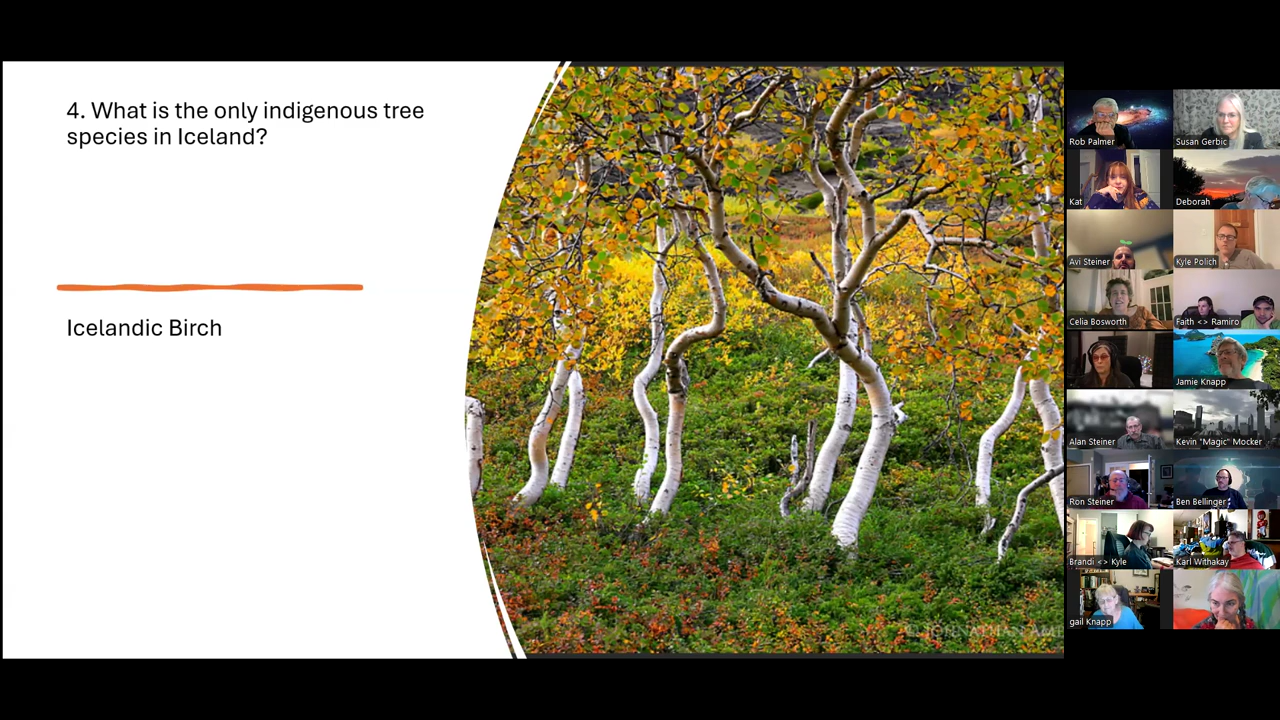 4. What is the only indigenous tree
species in Iceland?
Icelandic Birch
Rob Palmer
Susan Gerbic
Kat
Deborah
Avi Steiner
Kyle Polich
Celia Bosworth
Faith <> Ramiro
Jamie Knapp
Alan Steiner
Kevin "Magic" Mocker
Ron Steiner
Ben Bellinger
Brandi <> Kyle
Karl Withakay
gail Knapp